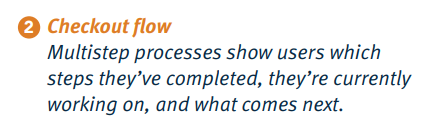 2 Checkout flow
Multistep processes show users which
steps they’ve completed, they’re currently
working on, and what comes next.